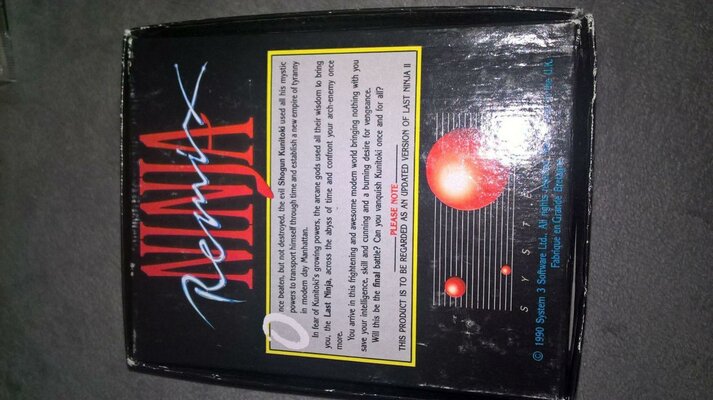 NINJA
Remix
Once beaten, but not destroyed, the evil Shogun Kunitoki used all his mystic
powers to transport himself through time and establish a new empire of tyranny
in modern day Manhattan.
In fear of Kunitoki's growing powers, the arcane gods used all their wisdom to bring
you, the Last Ninja, across the abyss of time and confront your arch-enemy once
more.
You arrive in this frightening and awesome modern world bringing nothing with you
save your intelligence, skill and cunning and a burning desire for vengeance.
Will this be the final battle? Can you vanquish Kunitoki once and for all?
PLEASE NOTE
THIS PRODUCT IS TO BE REGARDED AS AN UPDATED VERSION OF LAST NINJA II
S Y S T E
© 1990 System 3 Software Ltd. All rights U.K.
Fabriqué en Grande Bretagne